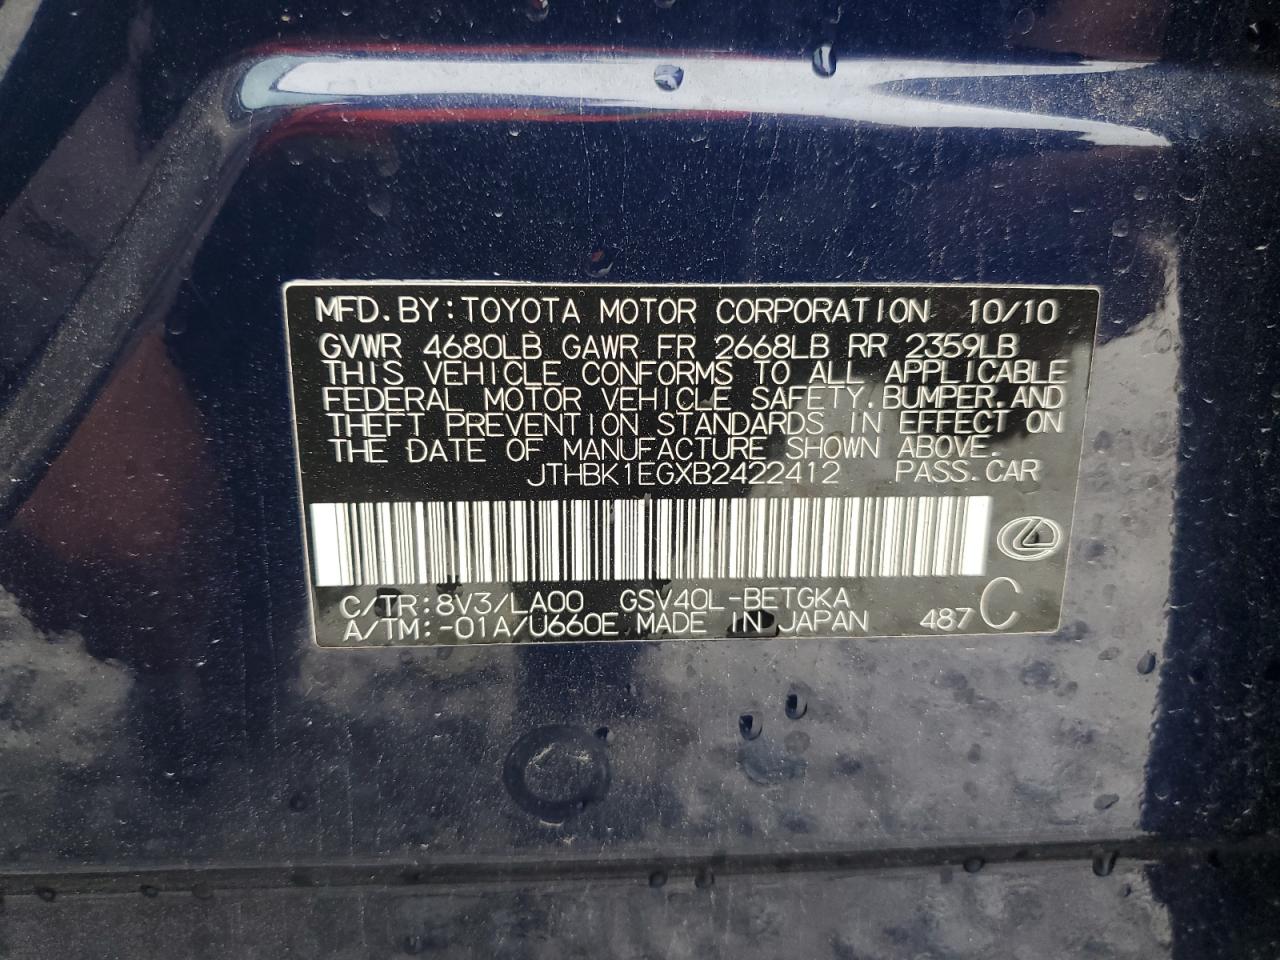 MFD.BY:TOYOTA MOTOR CORPORATION 10/10
GVWR 4680LB GAWR FR 2668LB RR 2359LB
THIS VEHICLE CONFORMS TO ALL APPLICABLE
FEDERAL MOTOR VEHICLE SAFETY,BUMPER,AND
THEFT PREVENTION STANDARDS IN EFFECT ON
THE DATE OF MANUFACTURE SHOWN ABOVE.
JTHBK1EGXB2422412 PASS.CAR
C/TR:8V3/LA00 GSV40L-BETGKA
A/TM:-01A/U660E MADE IN JAPAN 487 C